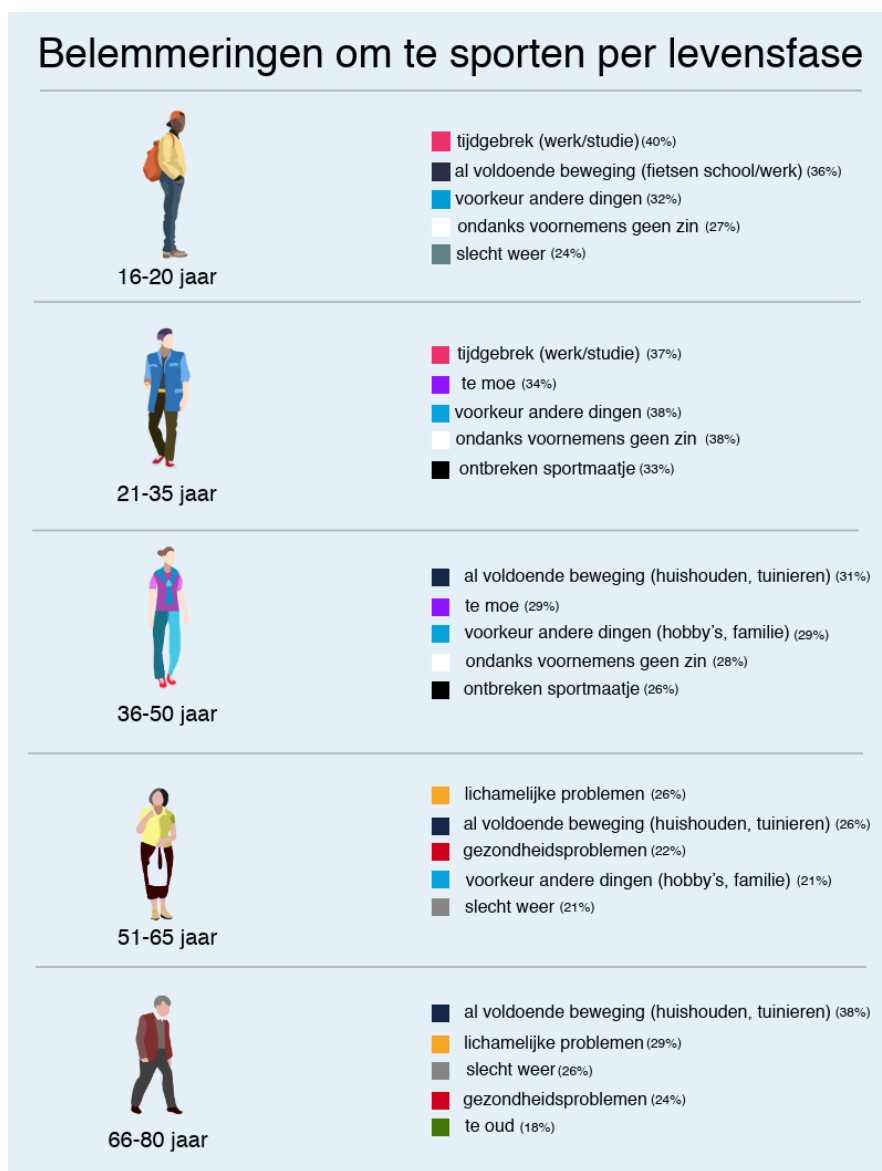 Belemmeringen om te sporten per levensfase
tijdgebrek (werk/studie) (40%)
al voldoende beweging (fietsen school/werk) (36%)
voorkeur andere dingen (32%)
ondanks voornemens geen zin (27%)
slecht weer (24%)
16-20 jaar
tijdgebrek (werk/studie) (37%)
te moe (34%)
voorkeur andere dingen (38%)
ondanks voornemens geen zin (38%)
ontbreken sportmaatje (33%)
21-35 jaar
al voldoende beweging (huishouden, tuinieren) (31%)
te moe (29%)
voorkeur andere dingen (hobby's, familie) (29%)
ondanks voornemens geen zin (28%)
ontbreken sportmaatje (26%)
36-50 jaar
lichamelijke problemen (26%)
al voldoende beweging (huishouden, tuinieren) (26%)
gezondheidsproblemen (22%)
voorkeur andere dingen (hobby's, familie) (21%)
slecht weer (21%)
51-65 jaar
al voldoende beweging (huishouden, tuinieren) (38%)
lichamelijke problemen (29%)
slecht weer (26%)
gezondheidsproblemen (24%)
te oud (18%)
66-80 jaar